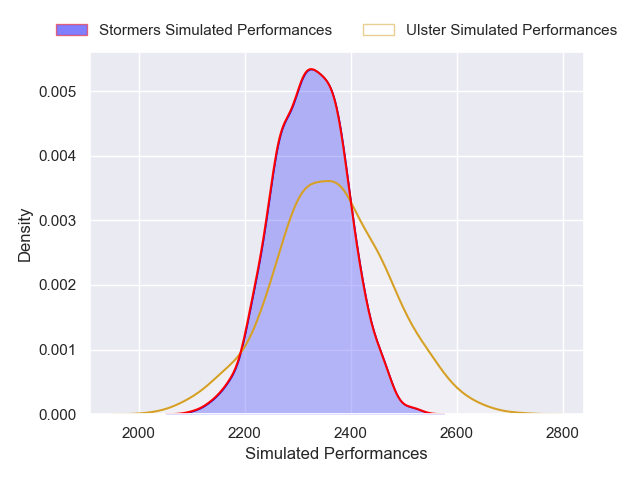 Stormers Simulated Performances Ulster Simulated Performances
0.005
0.004
0.003
0.002
0.001
0.000
Density
2000 2200 2400 2600 2800
Simulated Performances